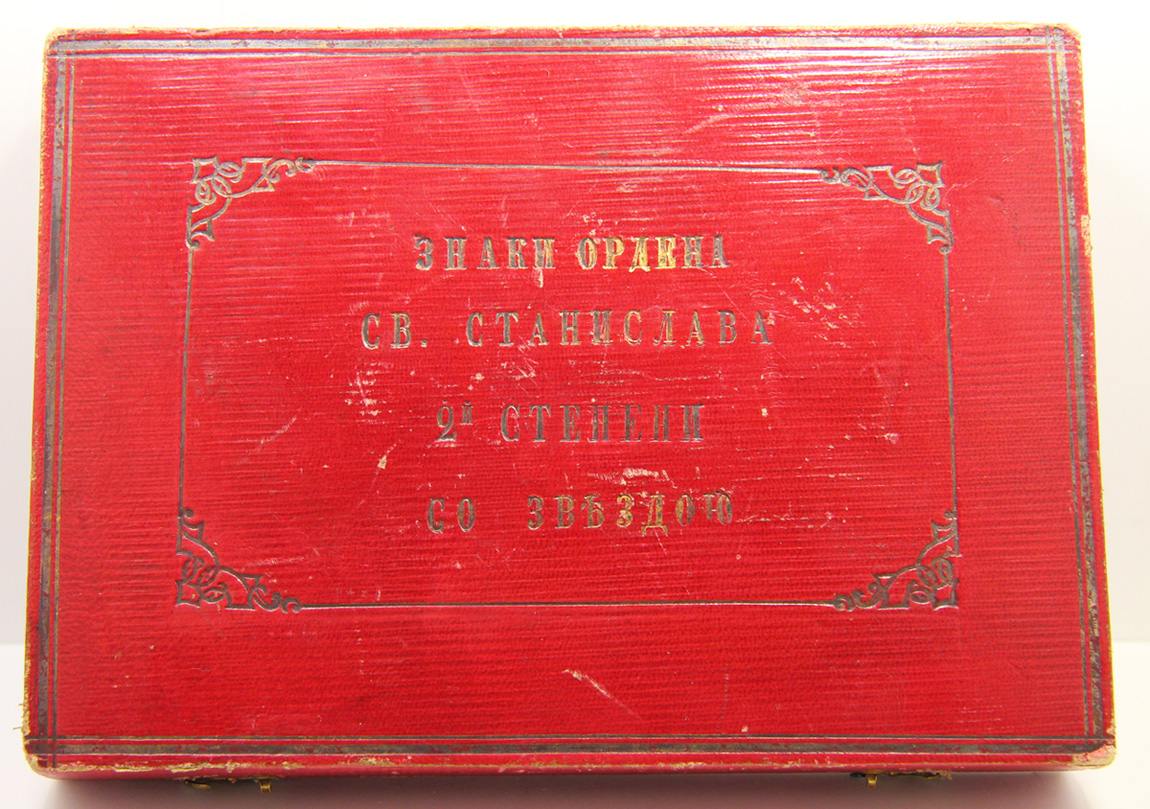 ЗНАКИ ОРДЕНА
СВ. СТАНИСЛАВА
2й СТЕПЕНИ
СО ЗВѢЗДОЮ